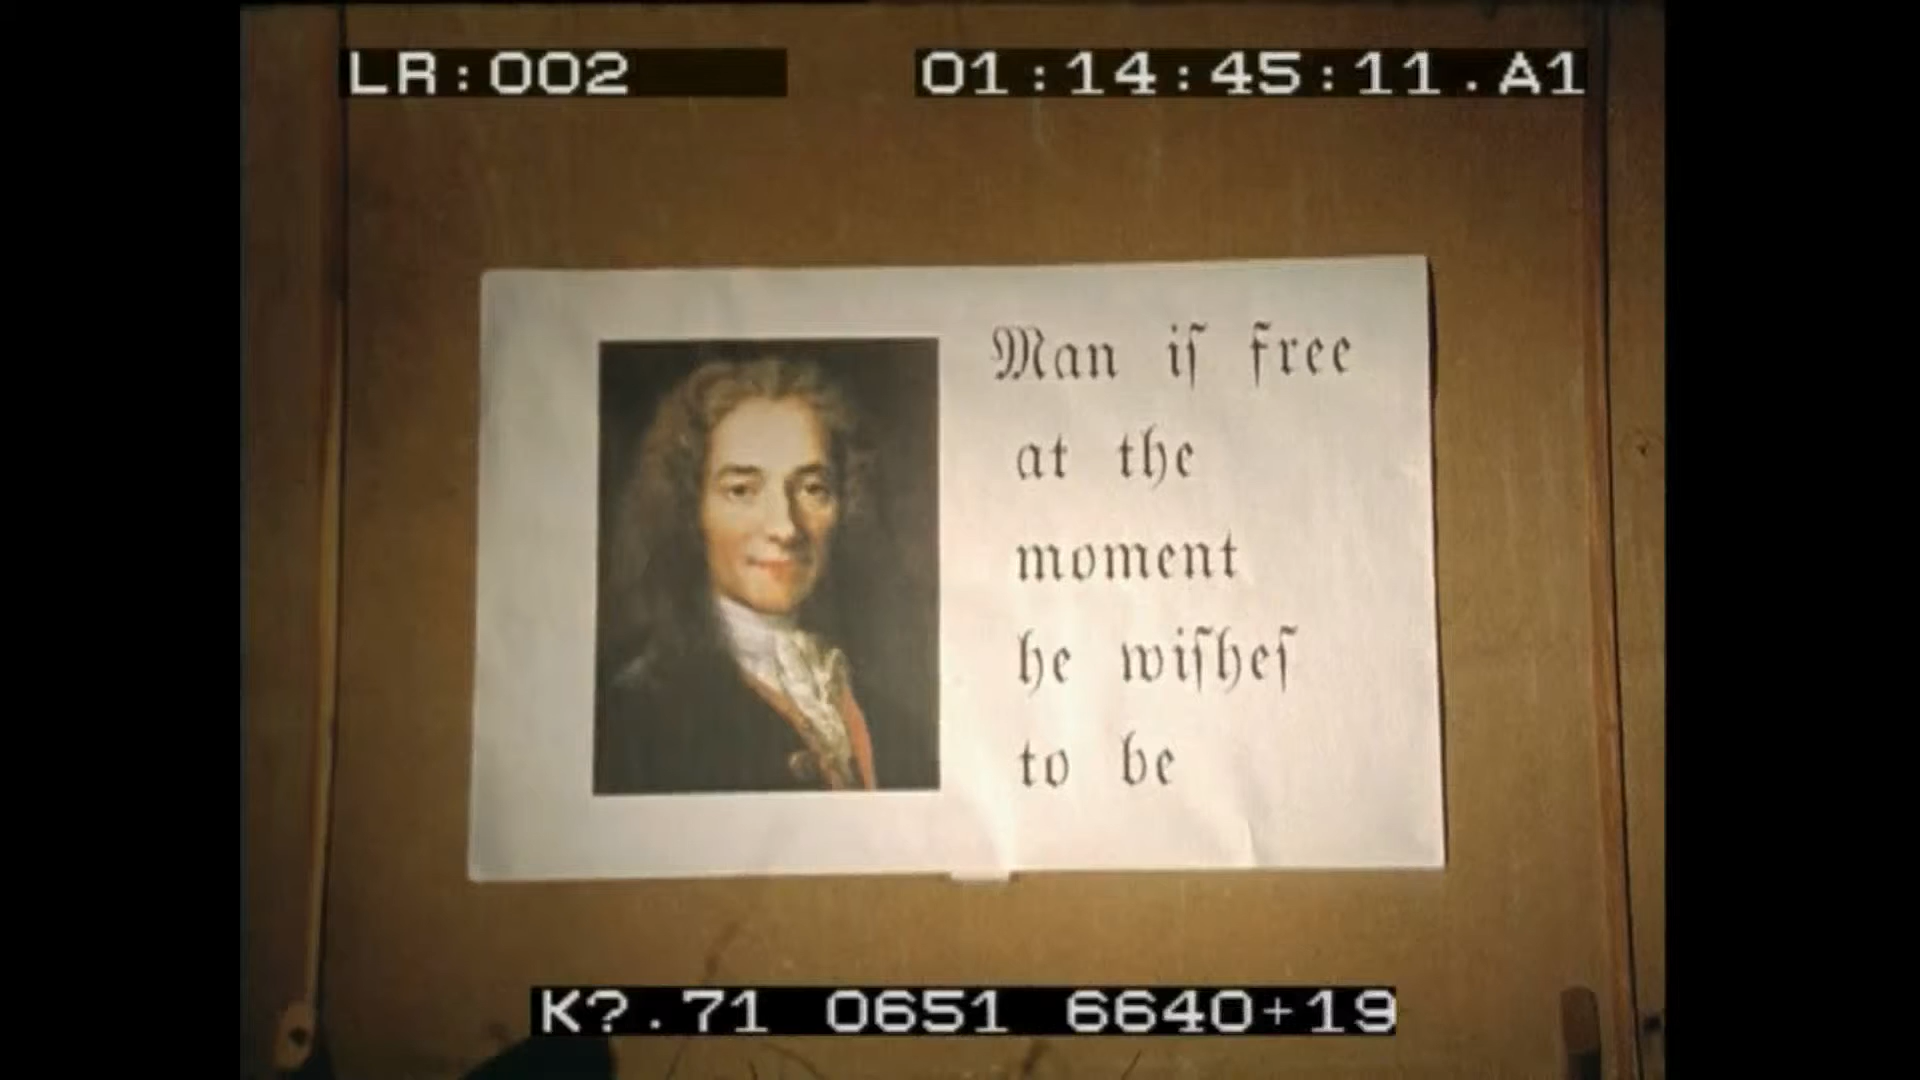 LR:002
01:14:45:11.A1
Man iſ free
at the
moment
he wiſheſ
to be
K?.71 0651 6640+19